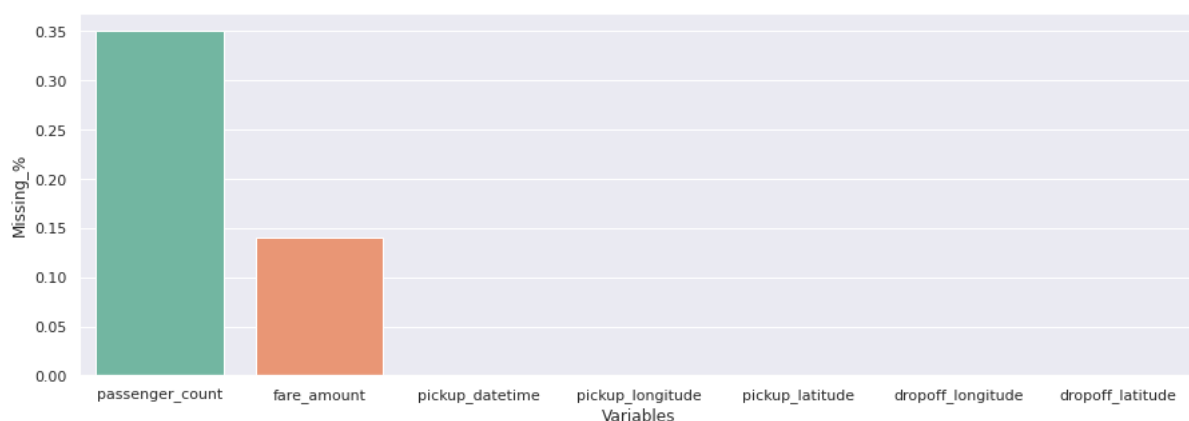 0.35
0.30
0.25
0.20
0.15
0.10
0.05
0.00
Missing_%
passenger_count fare_amount pickup_datetime pickup_longitude pickup_latitude dropoff_longitude dropoff_latitude
Variables